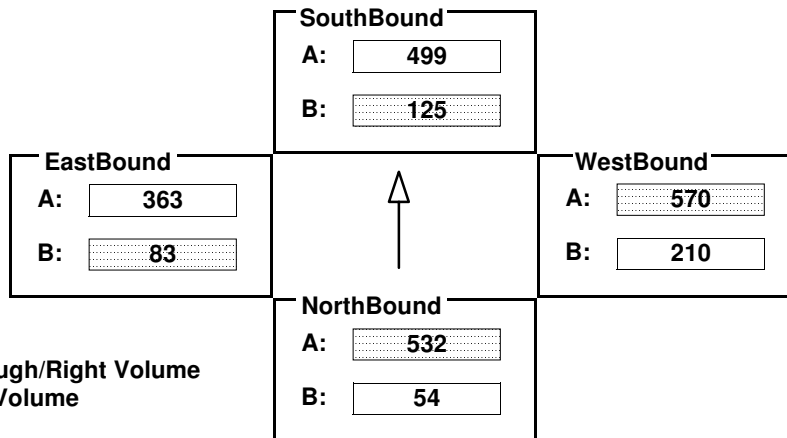 SouthBound
A: 499
B: 125
EastBound
A: 363
B: 83
WestBound
A: 570
B: 210
NorthBound
A: 532
B: 54
ugh/Right Volume
Volume